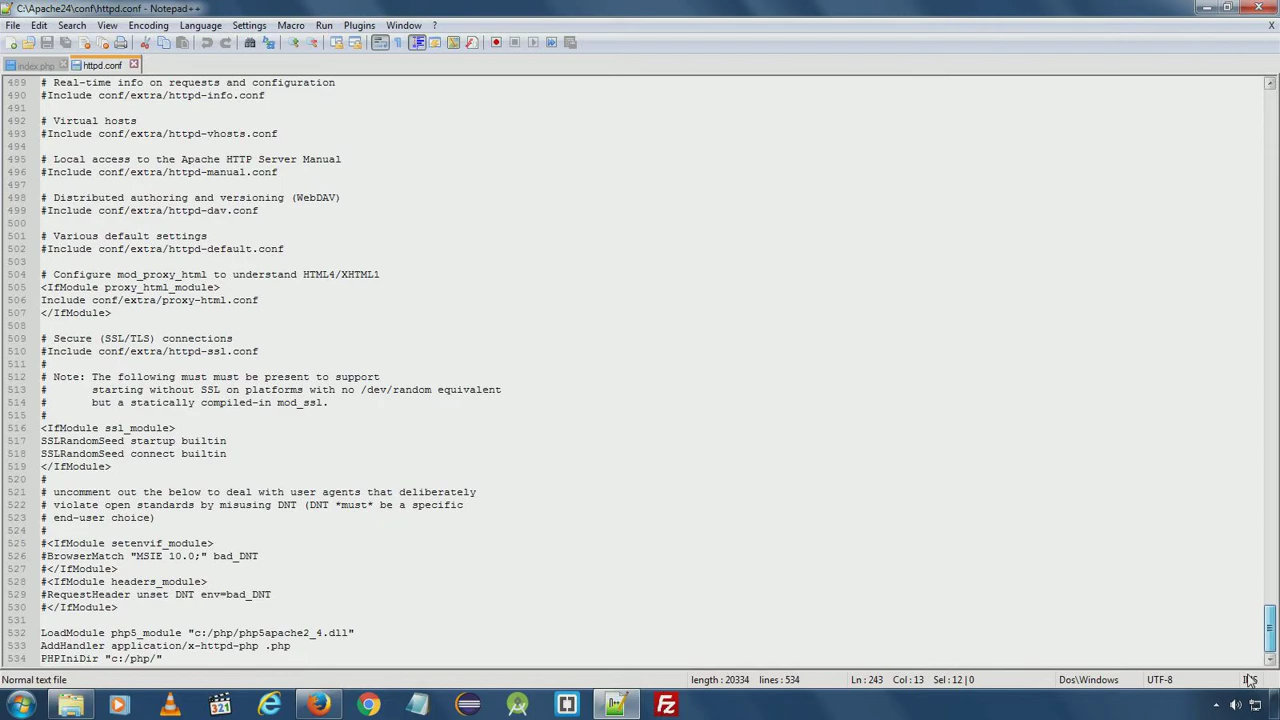 C:\Apache24\conf\httpd.conf - Notepad++
File Edit Search View Encoding Language Settings Macro Run Plugins Window ? X
index.php httpd.conf
489 # Real-time info on requests and configuration
490 #Include conf/extra/httpd-info.conf
491
492 # Virtual hosts
493 #Include conf/extra/httpd-vhosts.conf
494
495 # Local access to the Apache HTTP Server Manual
496 #Include conf/extra/httpd-manual.conf
497
498 # Distributed authoring and versioning (WebDAV)
499 #Include conf/extra/httpd-dav.conf
500
501 # Various default settings
502 #Include conf/extra/httpd-default.conf
503
504 # Configure mod_proxy_html to understand HTML4/XHTML1
505 <IfModule proxy_html_module>
506 Include conf/extra/proxy-html.conf
507 </IfModule>
508
509 # Secure (SSL/TLS) connections
510 #Include conf/extra/httpd-ssl.conf
511 #
512 # Note: The following must must be present to support
513 #       starting without SSL on platforms with no /dev/random equivalent
514 #       but a statically compiled-in mod_ssl.
515 #
516 <IfModule ssl_module>
517 SSLRandomSeed startup builtin
518 SSLRandomSeed connect builtin
519 </IfModule>
520 #
521 # uncomment out the below to deal with user agents that deliberately
522 # violate open standards by misusing DNT (DNT *must* be a specific
523 # end-user choice)
524 #
525 #<IfModule setenvif_module>
526 #BrowserMatch "MSIE 10.0;" bad_DNT
527 #</IfModule>
528 #<IfModule headers_module>
529 #RequestHeader unset DNT env=bad_DNT
530 #</IfModule>
531
532 LoadModule php5_module "c:/php/php5apache2_4.dll"
533 AddHandler application/x-httpd-php .php
534 PHPIniDir "c:/php/"
Normal text file length : 20334 lines : 534 Ln : 243 Col : 13 Sel : 12 | 0 Dos\Windows UTF-8
321